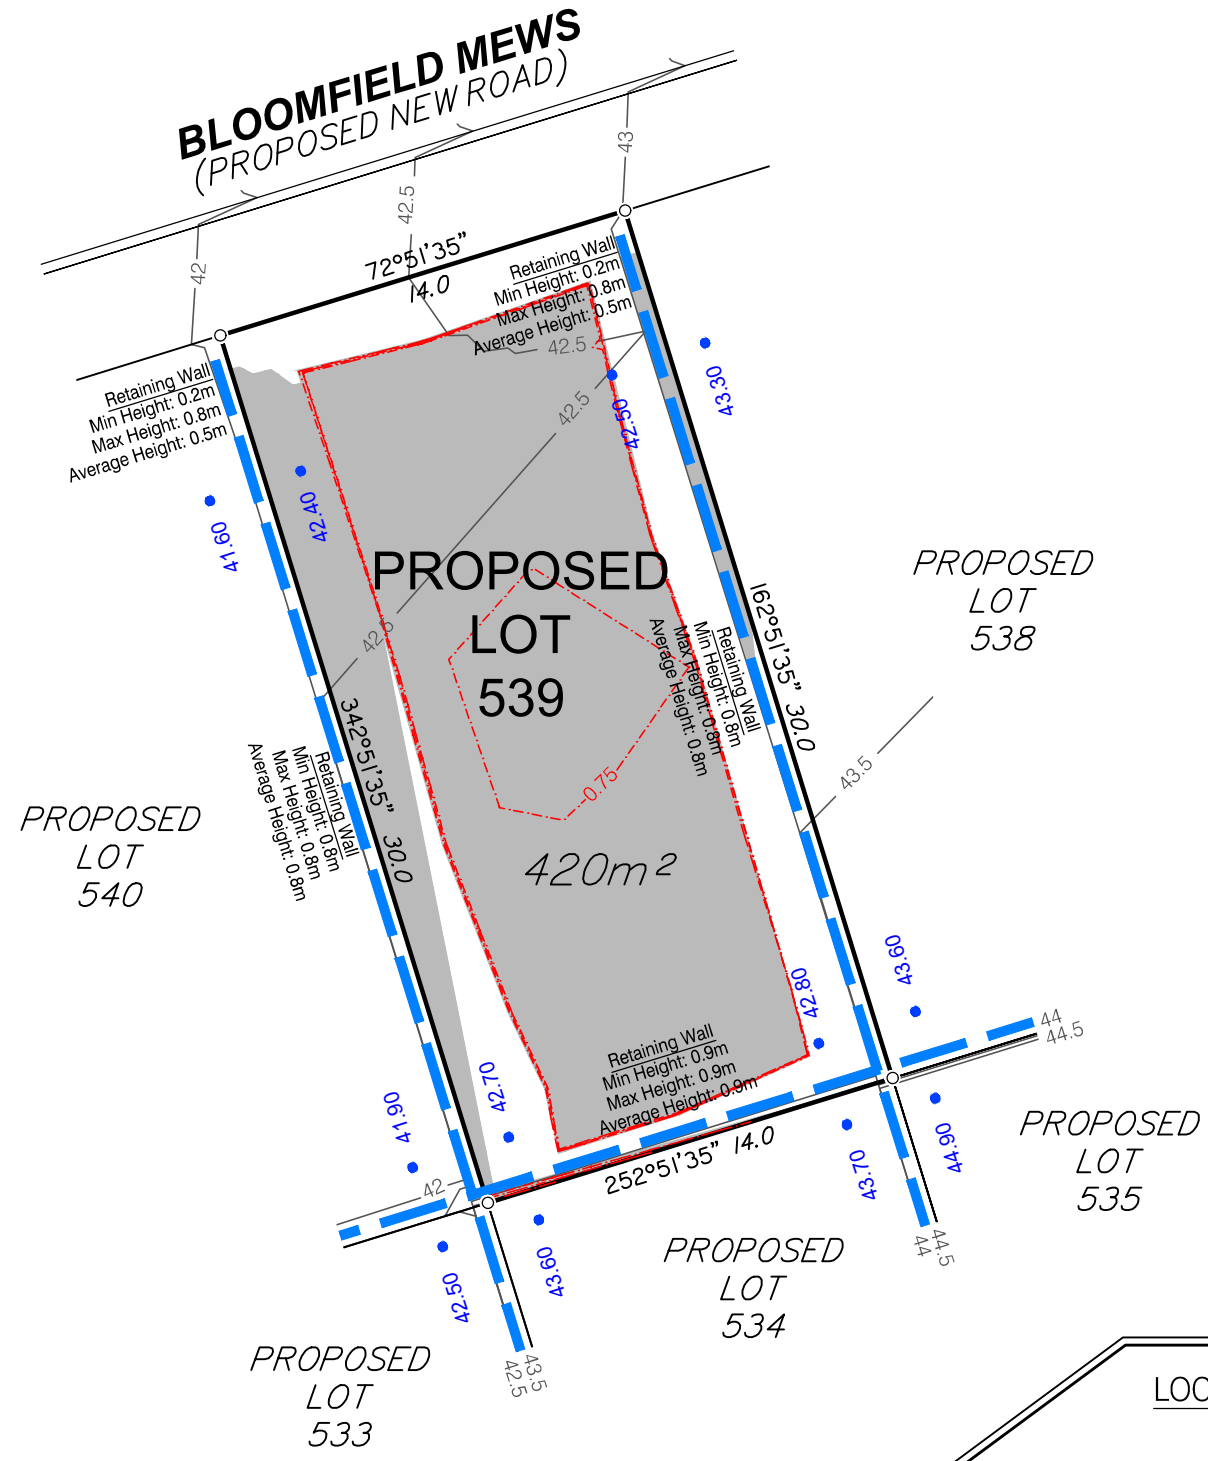 BLOOMFIELD MEWS
(PROPOSED NEW ROAD)
43
42.5
42
72°51'35"
14.0
Retaining Wall
Min Height: 0.2m
Max Height: 0.8m
Average Height: 0.5m
42.5
43.30
42.50
42.5
Retaining Wall
Min Height: 0.2m
Max Height: 0.8m
Average Height: 0.5m
42.40
41.60
PROPOSED
LOT
539
42.5
PROPOSED
LOT
538
162°51'35"
30.0
Retaining Wall
Min Height: 0.8m
Max Height: 0.8m
Average Height: 0.8m
342°51'35"
30.0
Retaining Wall
Min Height: 0.8m
Max Height: 0.8m
Average Height: 0.8m
0.75
43.5
PROPOSED
LOT
540
420m²
43.60
42.80
44
44.5
Retaining Wall
Min Height: 0.9m
Max Height: 0.9m
Average Height: 0.9m
42.70
41.90
252°51'35"
14.0
42
43.70
44.90
PROPOSED
LOT
535
44
44.5
43.60
42.50
PROPOSED
LOT
534
42.5
43.5
PROPOSED
LOT
533